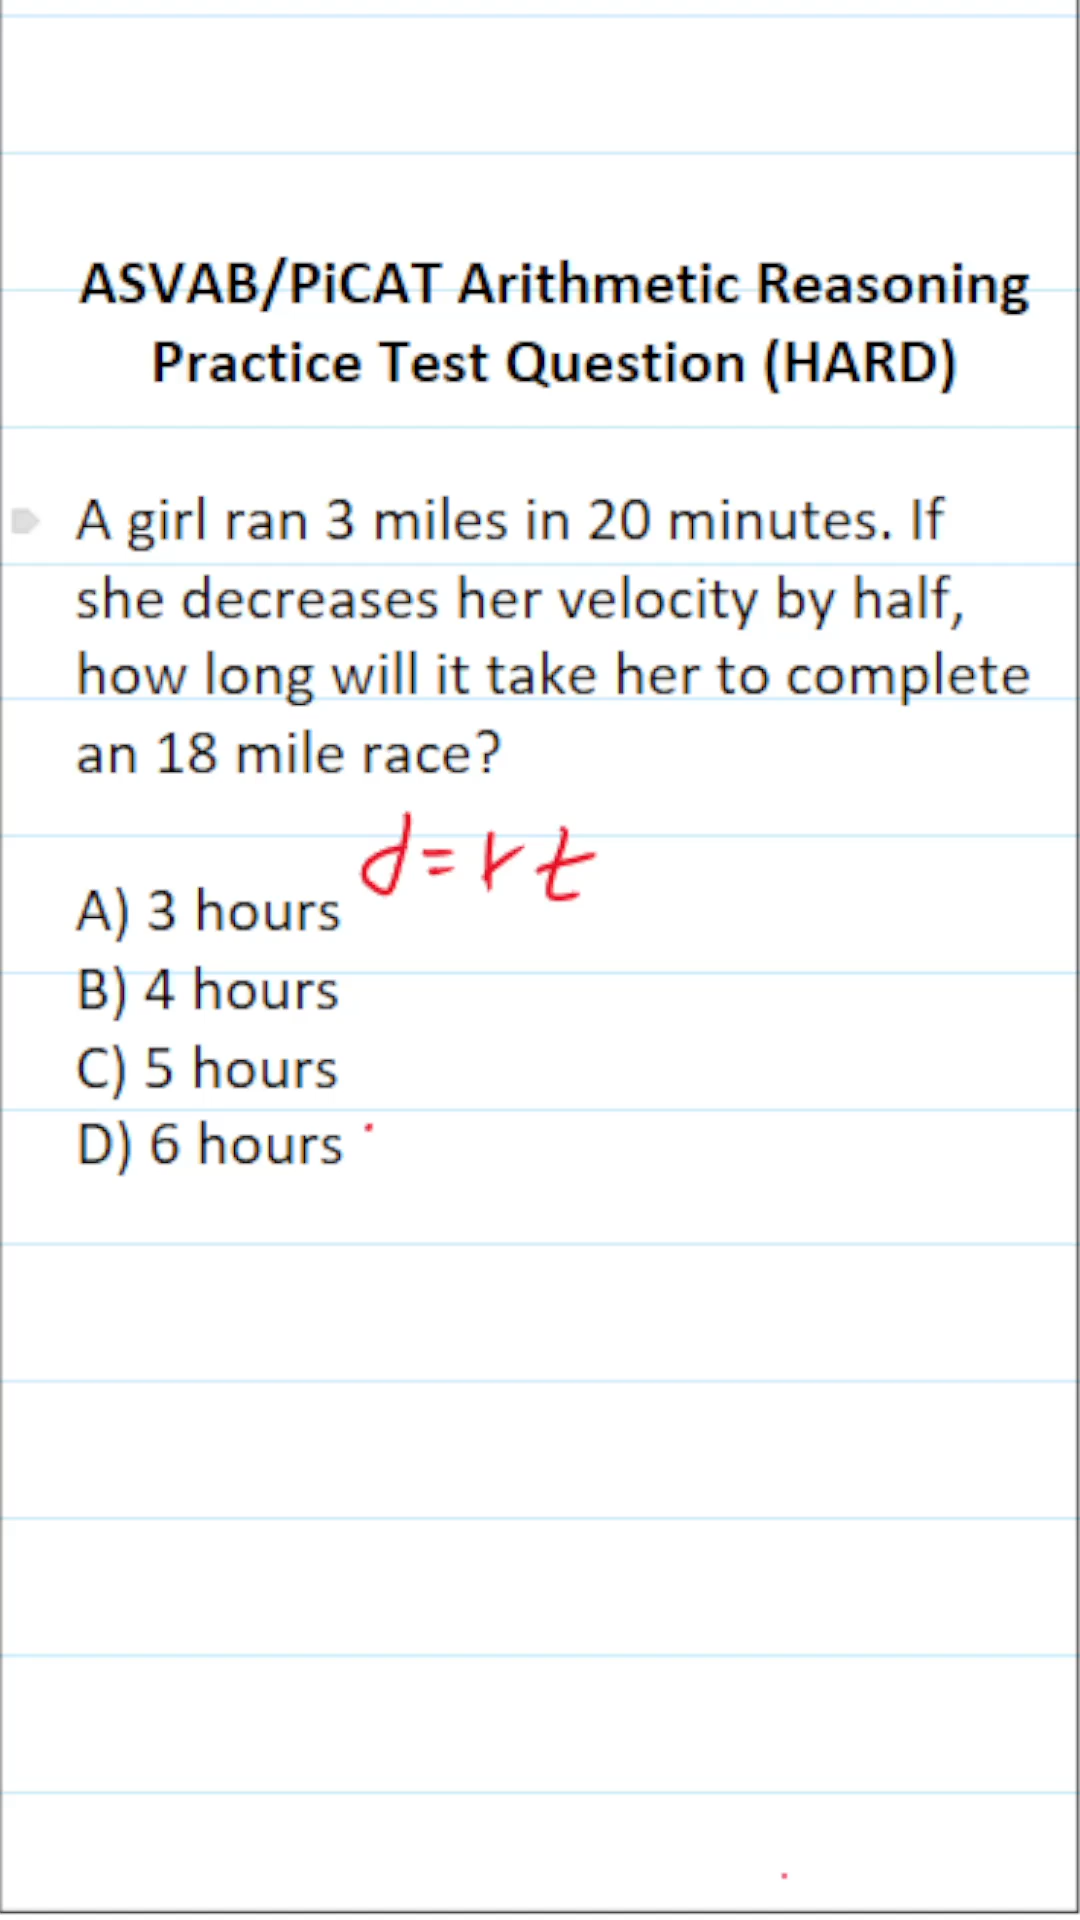 ASVAB/PiCAT Arithmetic Reasoning
Practice Test Question (HARD)
A girl ran 3 miles in 20 minutes. If
she decreases her velocity by half,
how long will it take her to complete
an 18 mile race?
d=rt
A) 3 hours
B) 4 hours
C) 5 hours
D) 6 hours